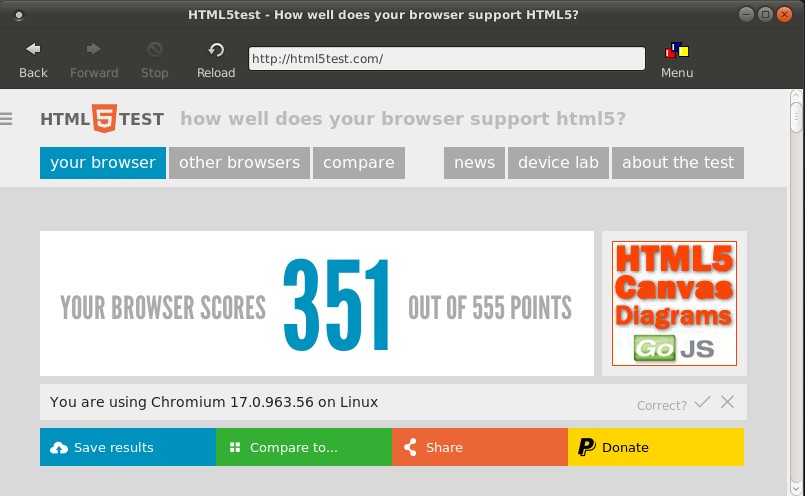 HTML5test - How well does your browser support HTML5?
Back Forward Stop Reload http://html5test.com/ Menu
HTML 5 TEST how well does your browser support html5?
your browser other browsers compare news device lab about the test
YOUR BROWSER SCORES 351 OUT OF 555 POINTS
HTML5
Canvas
Diagrams
Go JS
You are using Chromium 17.0.963.56 on Linux Correct?
Save results Compare to... Share Donate